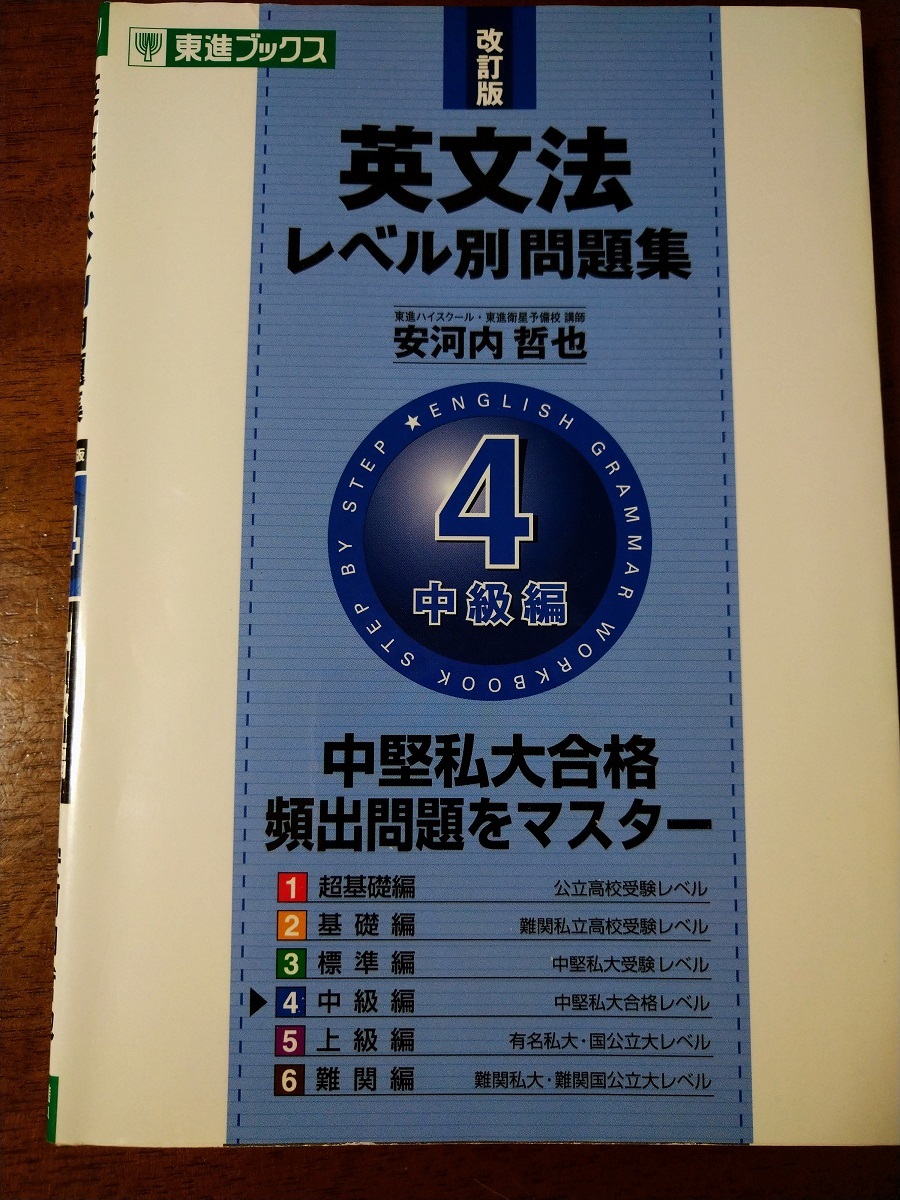 東進ブックス
改訂版
英文法
レベル別問題集
東進ハイスクール・東進衛星予備校 講師
安河内 哲也
STEP BY STEP ★ ENGLISH GRAMMAR WORKBOOK
4
中級編
中堅私大合格
頻出問題をマスター
1 超基礎編 公立高校受験レベル
2 基礎編 難関私立高校受験レベル
3 標準編 中堅私大受験レベル
▶ 4 中級編 中堅私大合格レベル
5 上級編 有名私大・国公立大レベル
6 難関編 難関私大・難関国公立大レベル